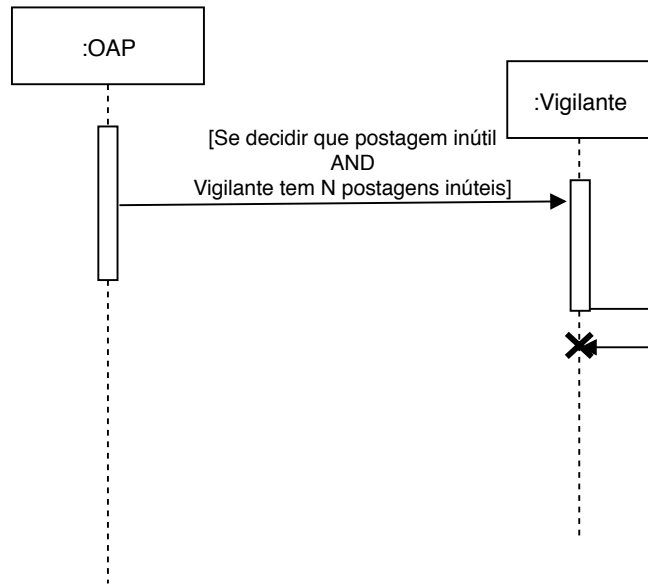 :OAP
:Vigilante
[Se decidir que postagem inútil
AND
Vigilante tem N postagens inúteis]